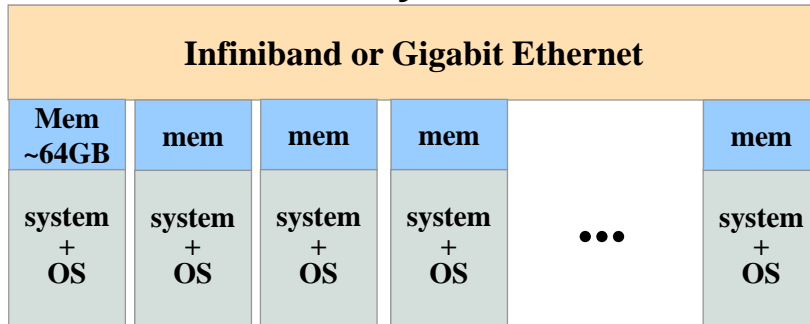 Infiniband or Gigabit Ethernet
Mem
~64GB
mem
mem
mem
mem
system
+
OS
system
+
OS
system
+
OS
system
+
OS
•••
system
+
OS